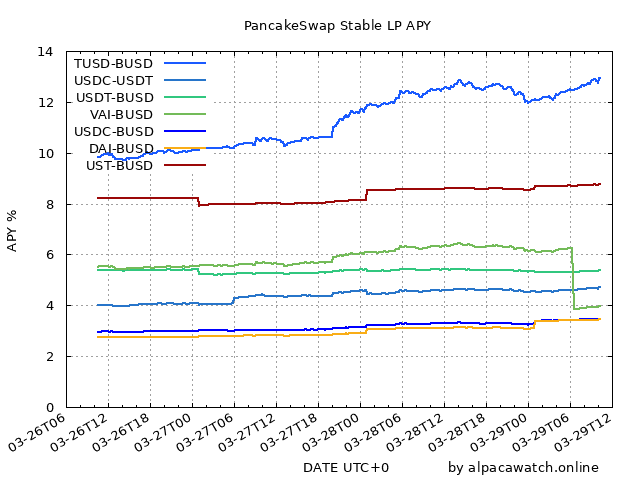 PancakeSwap Stable LP APY
14
12
10
8
6
4
2
0
APY %
TUSD-BUSD
USDC-USDT
USDT-BUSD
VAI-BUSD
USDC-BUSD
DAI-BUSD
UST-BUSD
03-26T06
03-26T12
03-26T18
03-27T00
03-27T06
03-27T12
03-27T18
03-28T00
03-28T06
03-28T12
03-28T18
03-29T00
03-29T06
03-29T12
DATE UTC+0
by alpacawatch.online